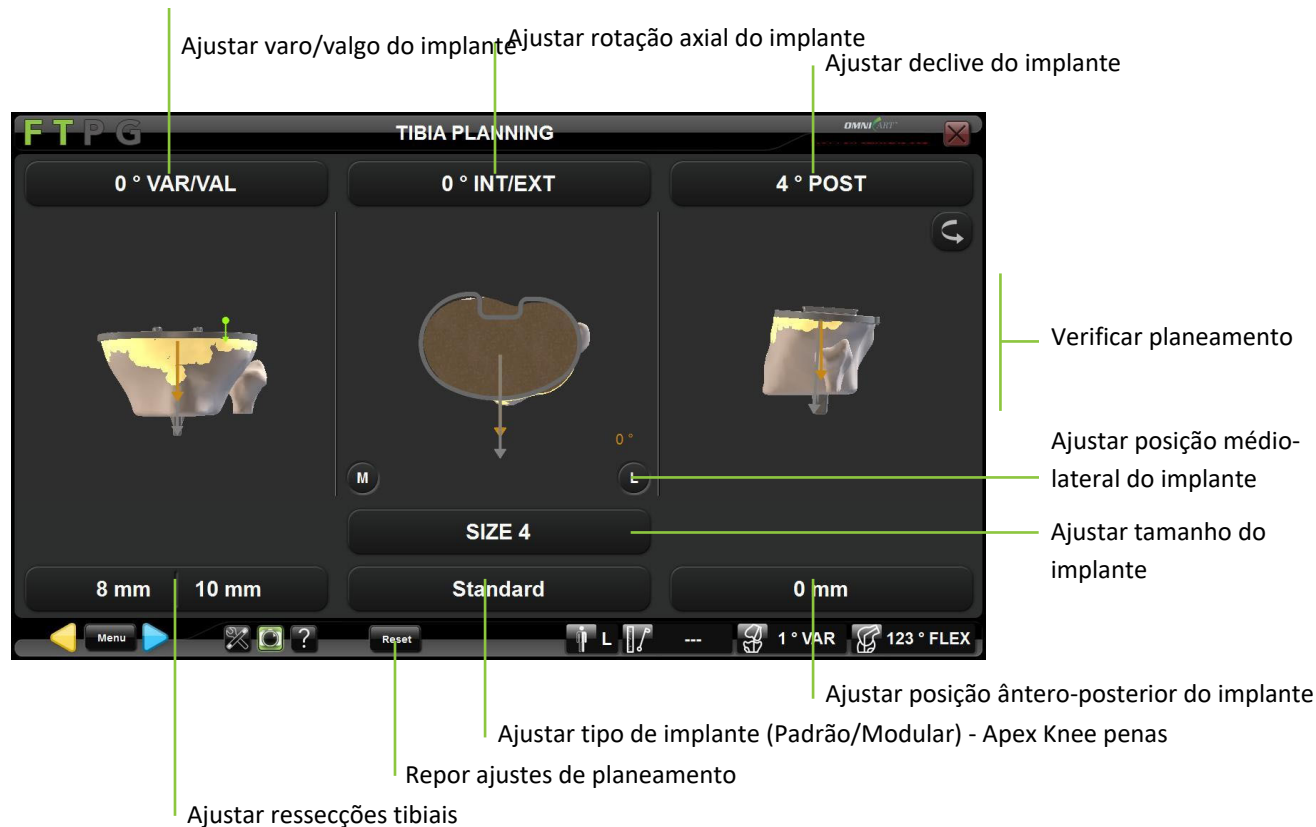 Ajustar varo/valgo do implante
Ajustar rotação axial do implante
Ajustar declive do implante
F T P G
TIBIA PLANNING
OMNI
0 ° VAR/VAL
0 ° INT/EXT
4 ° POST
Verificar planeamento
0 °
M
L
Ajustar posição médio-
lateral do implante
SIZE 4
Ajustar tamanho do
implante
8 mm
10 mm
Standard
0 mm
Menu
?
Reset
L
---
1 ° VAR
123 ° FLEX
Ajustar posição ântero-posterior do implante
Ajustar tipo de implante (Padrão/Modular) - Apex Knee penas
Repor ajustes de planeamento
Ajustar ressecções tibiais